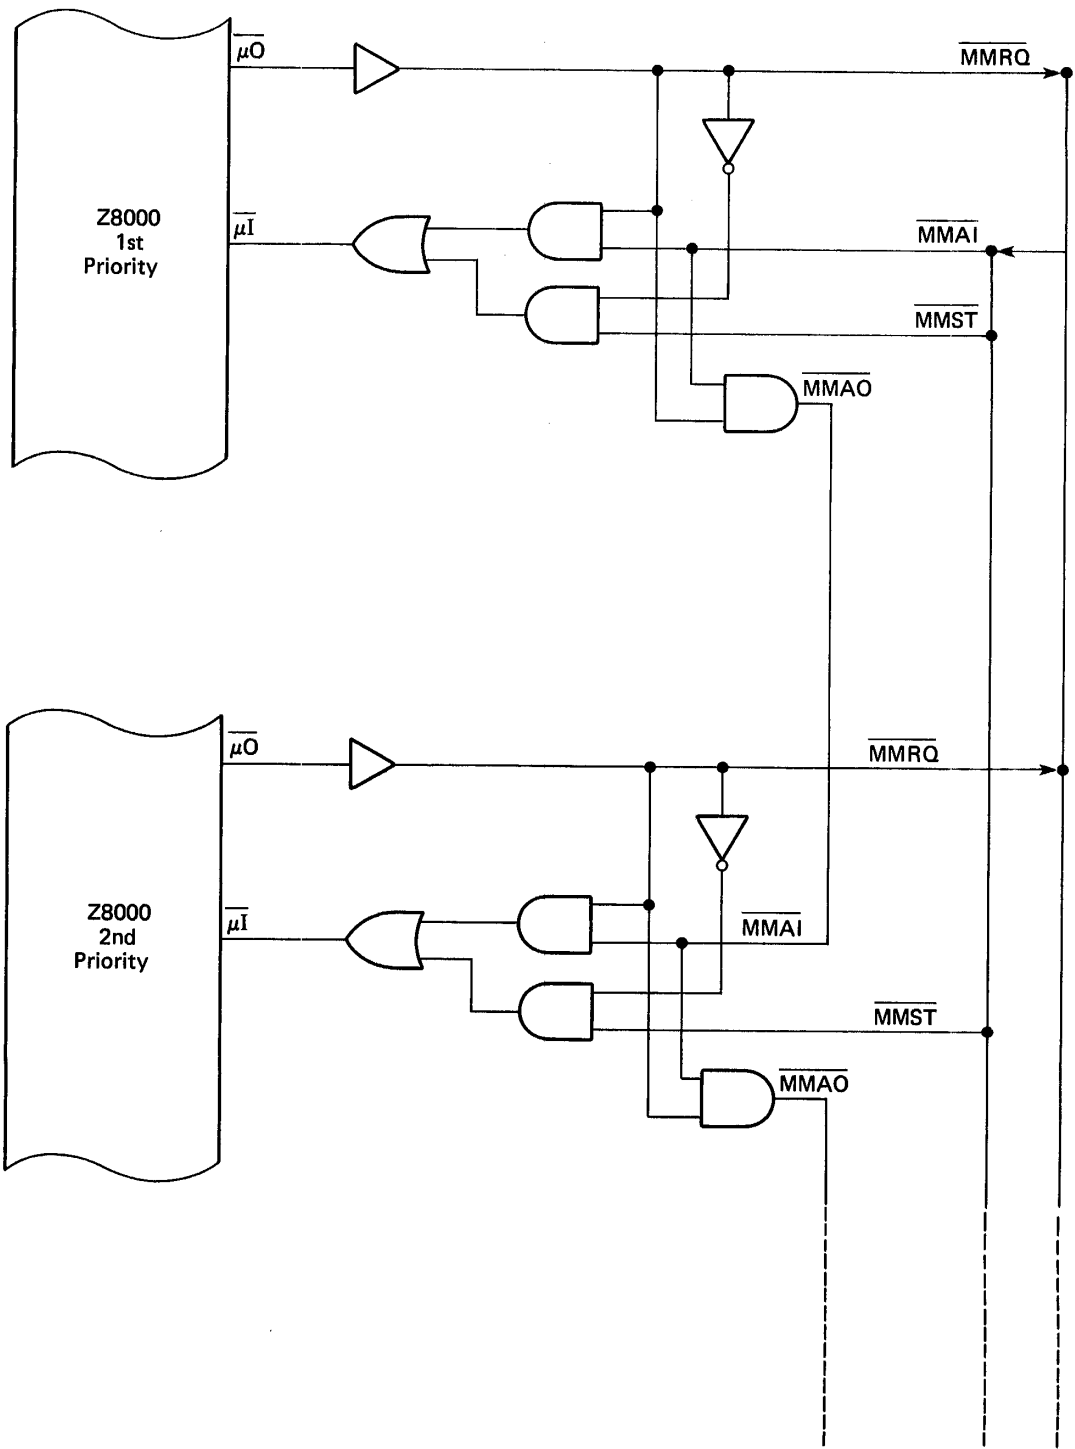 μO
MMRQ
Z8000
1st
Priority
μI
MMAI
MMST
MMAO
μO
MMRQ
Z8000
2nd
Priority
μI
MMAI
MMST
MMAO